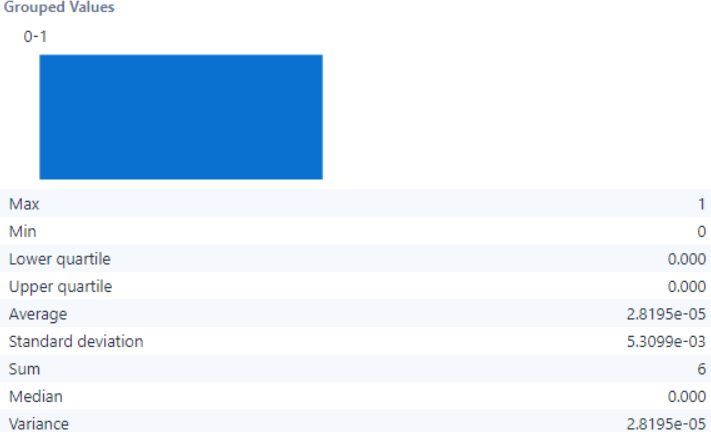 Grouped Values
0-1
Max 1
Min 0
Lower quartile 0.000
Upper quartile 0.000
Average 2.8195e-05
Standard deviation 5.3099e-03
Sum 6
Median 0.000
Variance 2.8195e-05